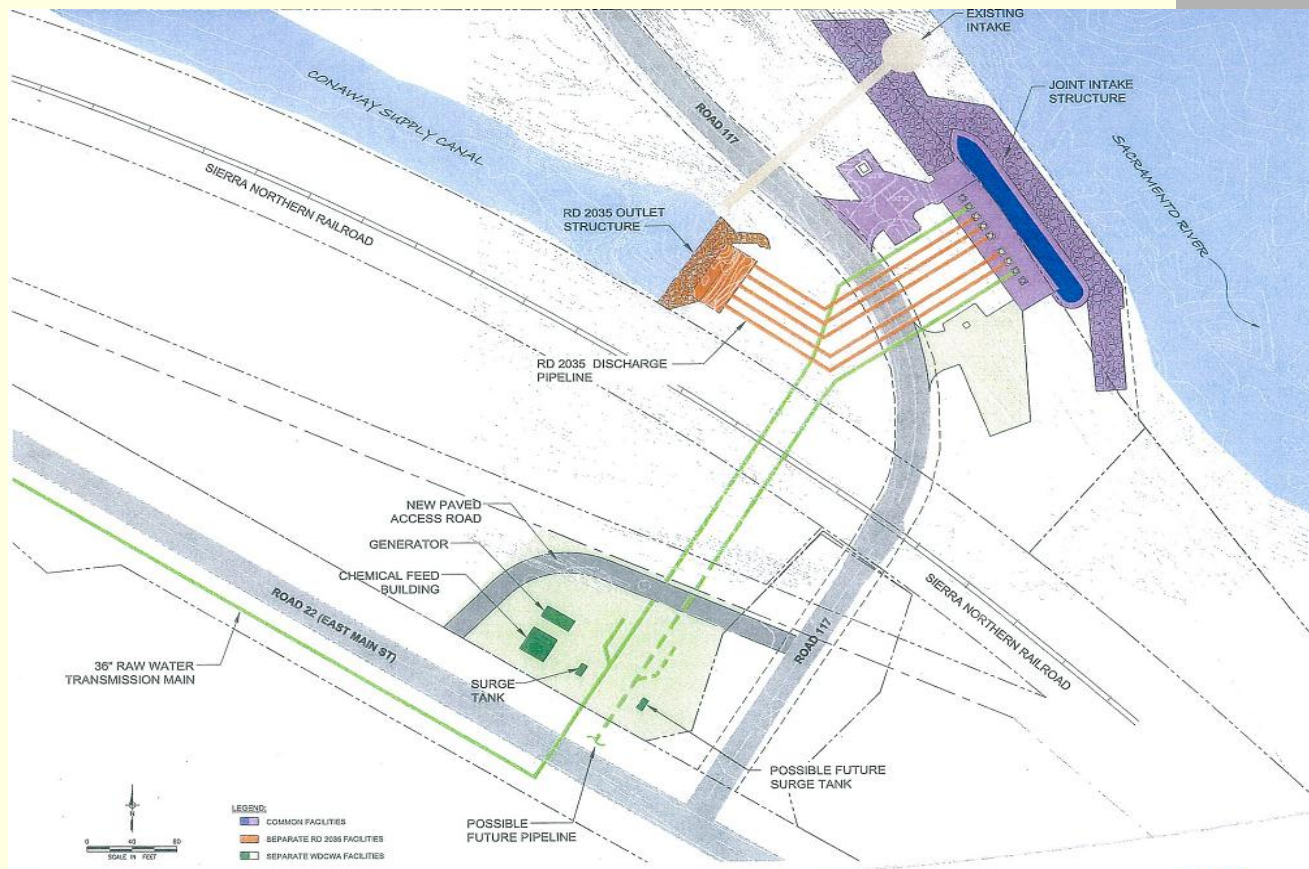 EXISTING
INTAKE
JOINT INTAKE
STRUCTURE
CONAWAY SUPPLY CANAL
ROAD 117
SACRAMENTO RIVER
SIERRA NORTHERN RAILROAD
RD 2035 OUTLET
STRUCTURE
RD 2035 DISCHARGE
PIPELINE
NEW PAVED
ACCESS ROAD
GENERATOR
CHEMICAL FEED
BUILDING
SIERRA NORTHERN RAILROAD
ROAD 22 (EAST MAIN ST)
ROAD 117
36" RAW WATER
TRANSMISSION MAIN
SURGE
TANK
POSSIBLE FUTURE
SURGE TANK
POSSIBLE
FUTURE PIPELINE
N
0 40 80
SCALE IN FEET
LEGEND:
COMMON FACILITIES
SEPARATE RD 2035 FACILITIES
SEPARATE WDCWA FACILITIES